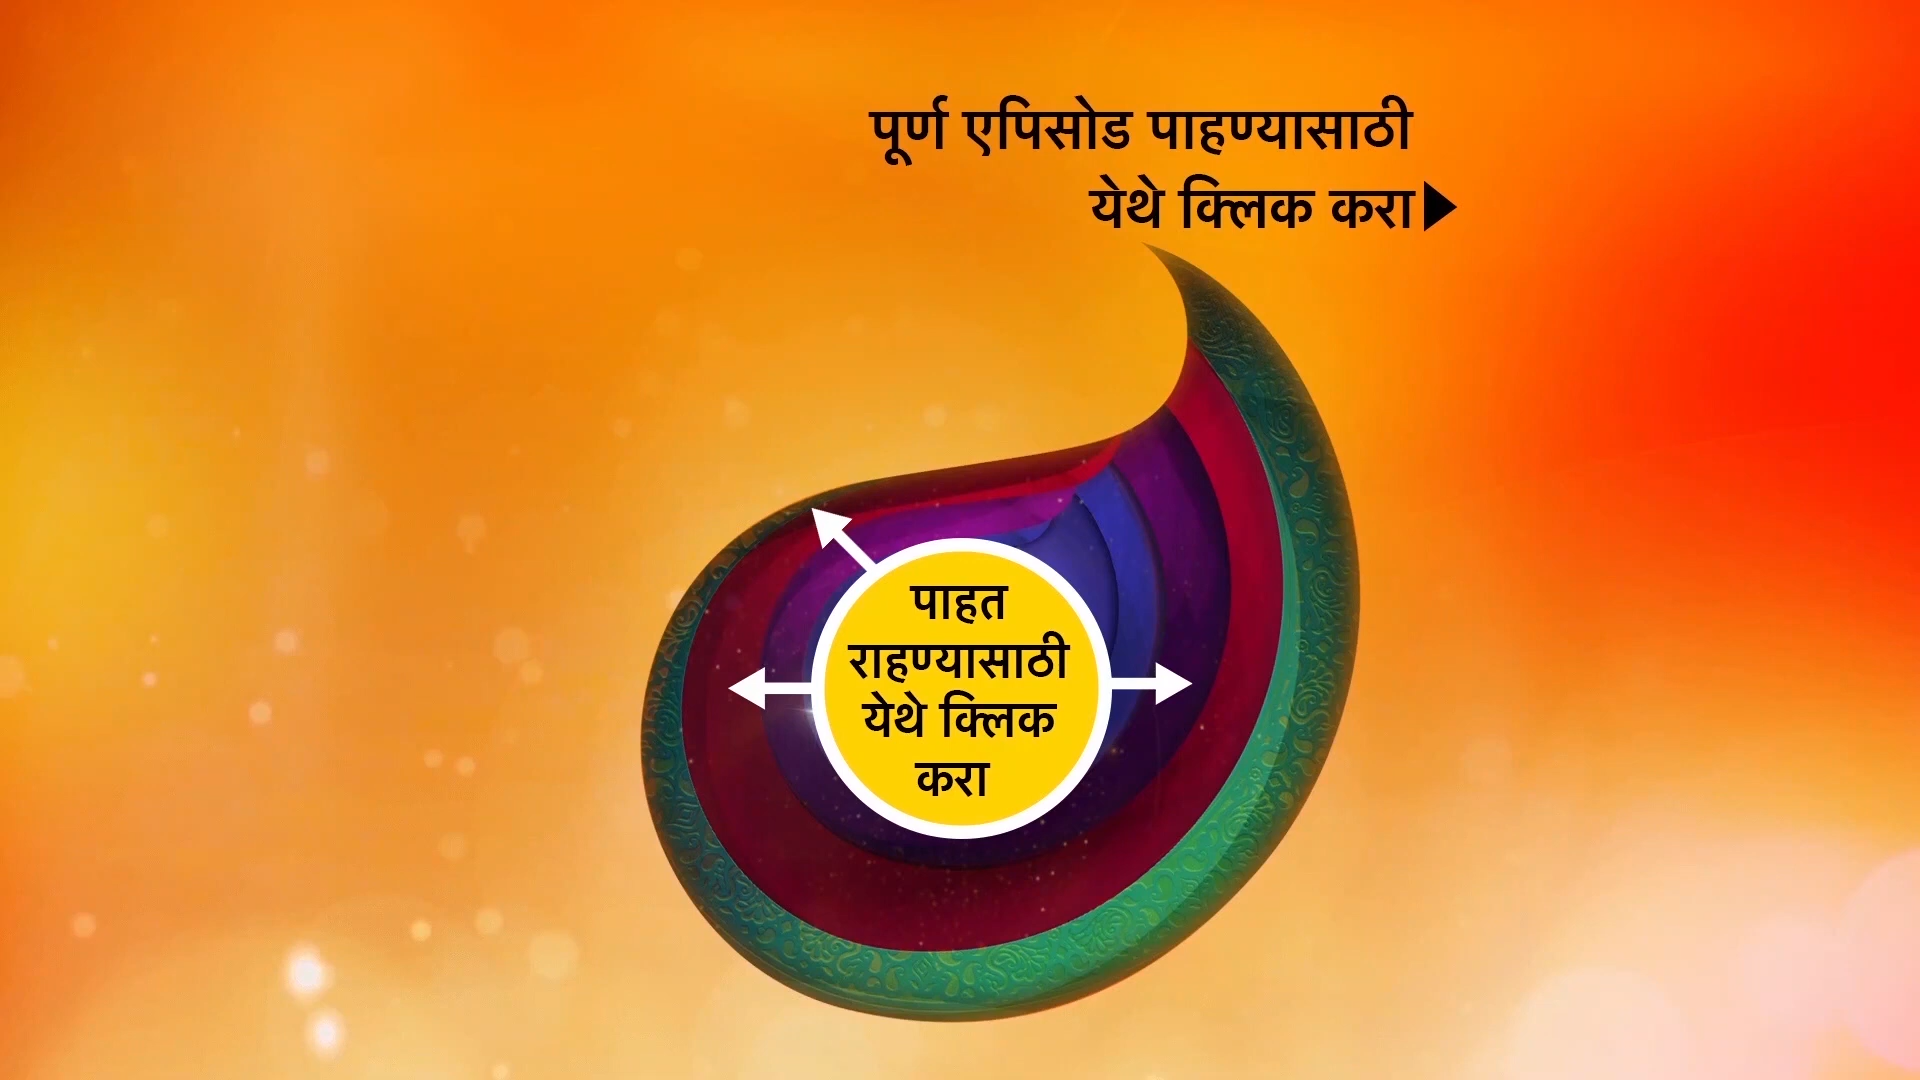 पूर्ण एपिसोड पाहण्यासाठी
येथे क्लिक करा
पाहत
राहण्यासाठी
येथे क्लिक
करा